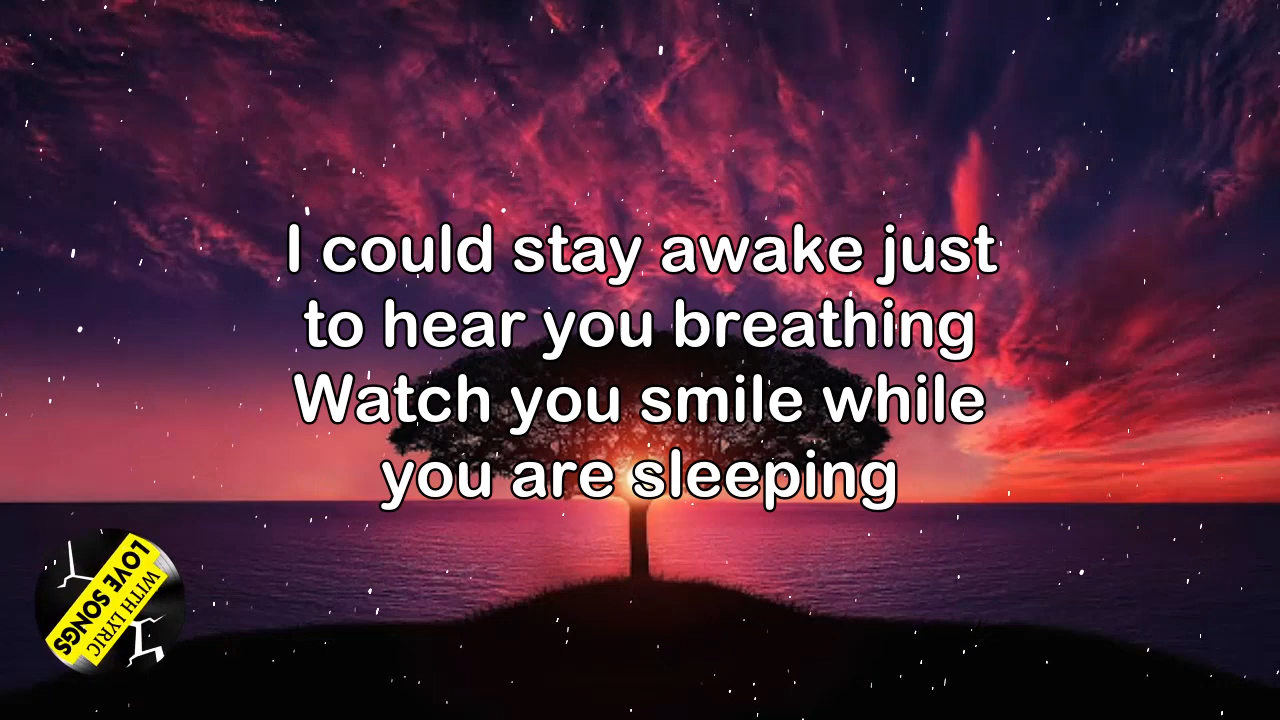 I could stay awake just
to hear you breathing
Watch you smile while
you are sleeping
LOVE SONGS
WITH LYRIC